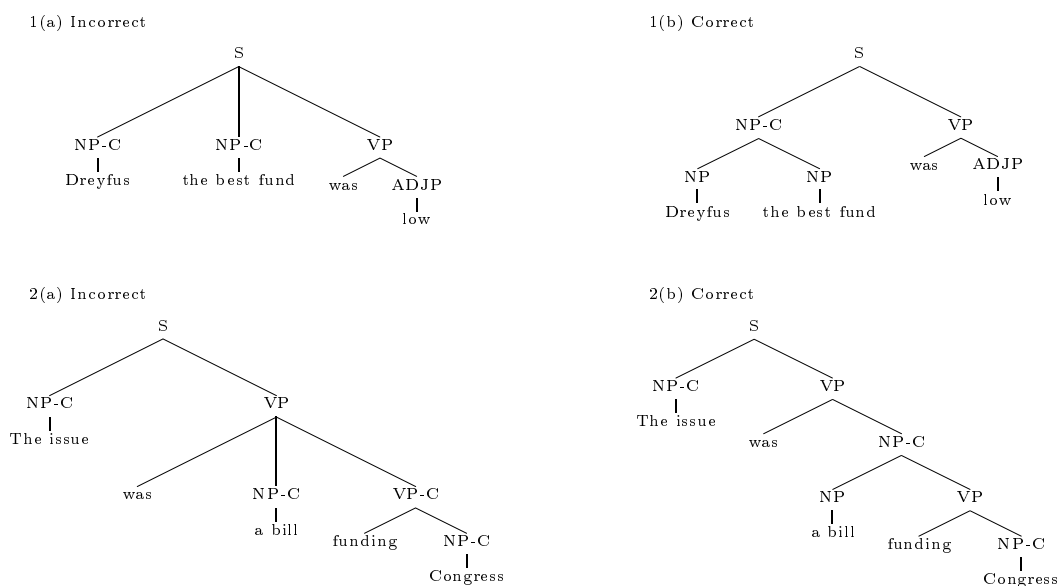 1(a) Incorrect
S
NP-C NP-C VP
Dreyfus the best fund was ADJP
low
1(b) Correct
S
NP-C VP
NP NP was ADJP
Dreyfus the best fund low
2(a) Incorrect
S
NP-C VP
The issue
was NP-C VP-C
a bill funding NP-C
Congress
2(b) Correct
S
NP-C VP
The issue was NP-C
NP VP
a bill funding NP-C
Congress